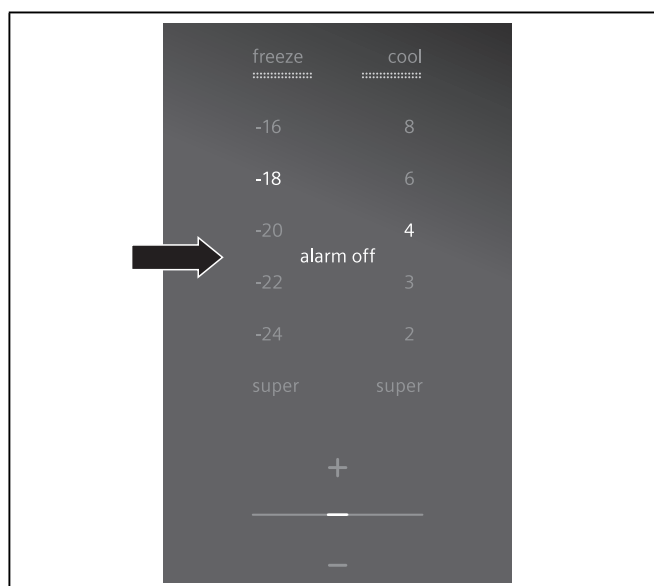 freeze cool
-16 8
-18 6
-20 4
alarm off
-22 3
-24 2
super super
+
–